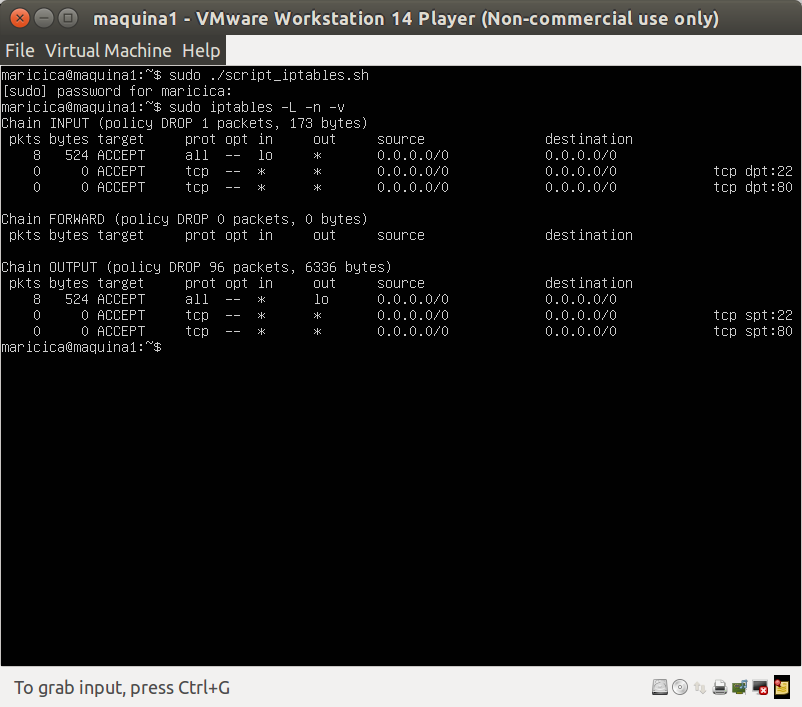 maquina1 - VMware Workstation 14 Player (Non-commercial use only)
File Virtual Machine Help
maricica@maquina1:~$ sudo ./script_iptables.sh
[sudo] password for maricica:
maricica@maquina1:~$ sudo iptables -L -n -v
Chain INPUT (policy DROP 1 packets, 173 bytes)
 pkts bytes target     prot opt in     out     source               destination
    8   524 ACCEPT     all  --  lo     *       0.0.0.0/0            0.0.0.0/0
    0     0 ACCEPT     tcp  --  *      *       0.0.0.0/0            0.0.0.0/0            tcp dpt:22
    0     0 ACCEPT     tcp  --  *      *       0.0.0.0/0            0.0.0.0/0            tcp dpt:80
Chain FORWARD (policy DROP 0 packets, 0 bytes)
 pkts bytes target     prot opt in     out     source               destination
Chain OUTPUT (policy DROP 96 packets, 6336 bytes)
 pkts bytes target     prot opt in     out     source               destination
    8   524 ACCEPT     all  --  *      lo      0.0.0.0/0            0.0.0.0/0
    0     0 ACCEPT     tcp  --  *      *       0.0.0.0/0            0.0.0.0/0            tcp spt:22
    0     0 ACCEPT     tcp  --  *      *       0.0.0.0/0            0.0.0.0/0            tcp spt:80
maricica@maquina1:~$
To grab input, press Ctrl+G